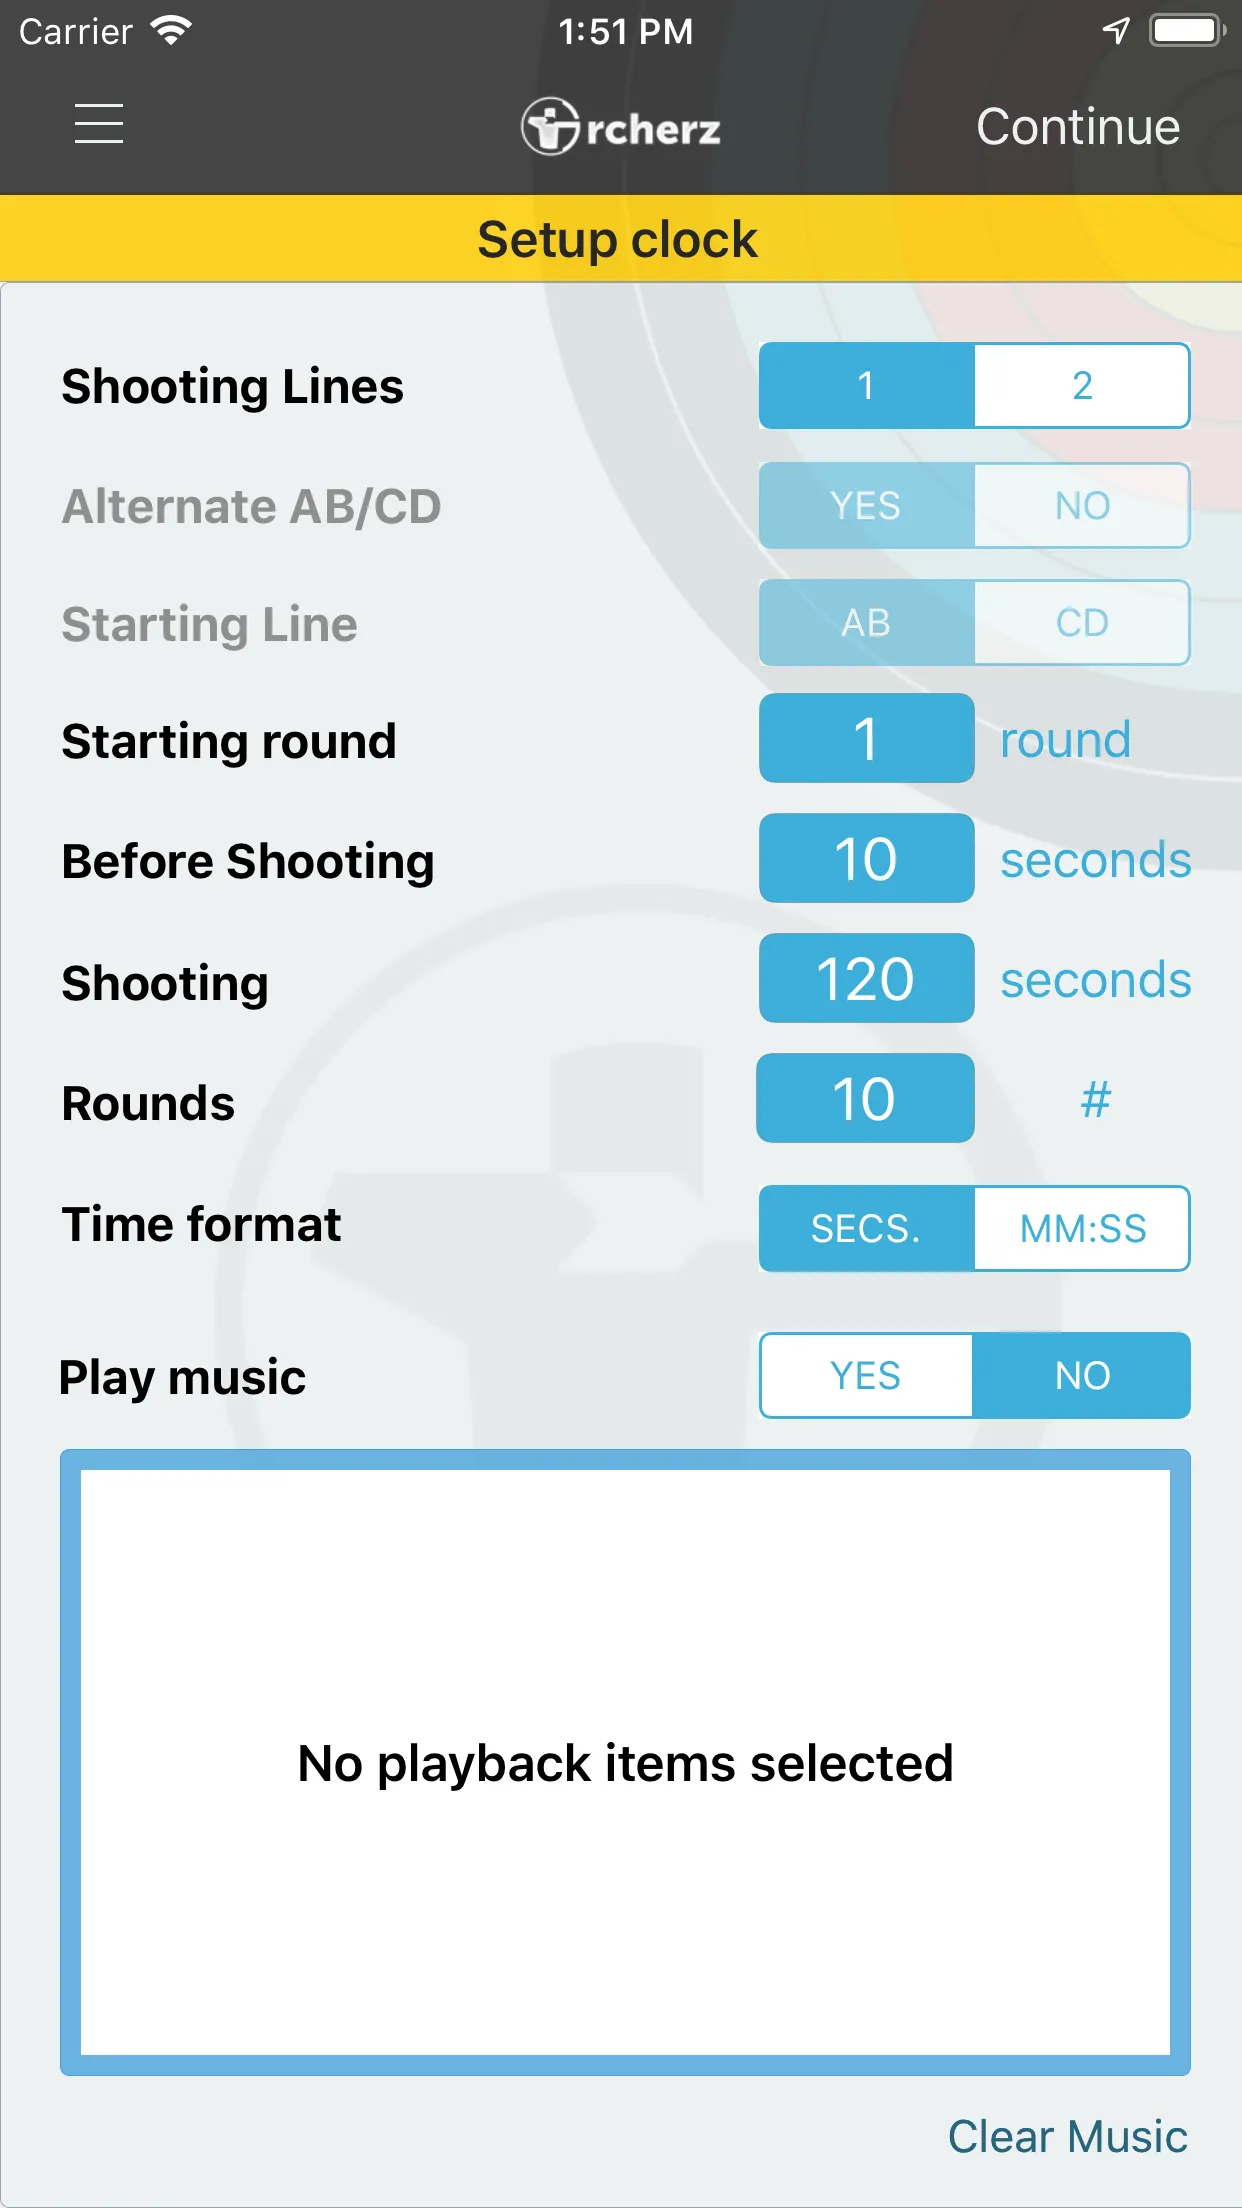 Carrier 1:51 PM
rcherz Continue
Setup clock
Shooting Lines 1 2
Alternate AB/CD YES NO
Starting Line AB CD
Starting round 1 round
Before Shooting 10 seconds
Shooting 120 seconds
Rounds 10 #
Time format SECS. MM:SS
Play music YES NO
No playback items selected
Clear Music